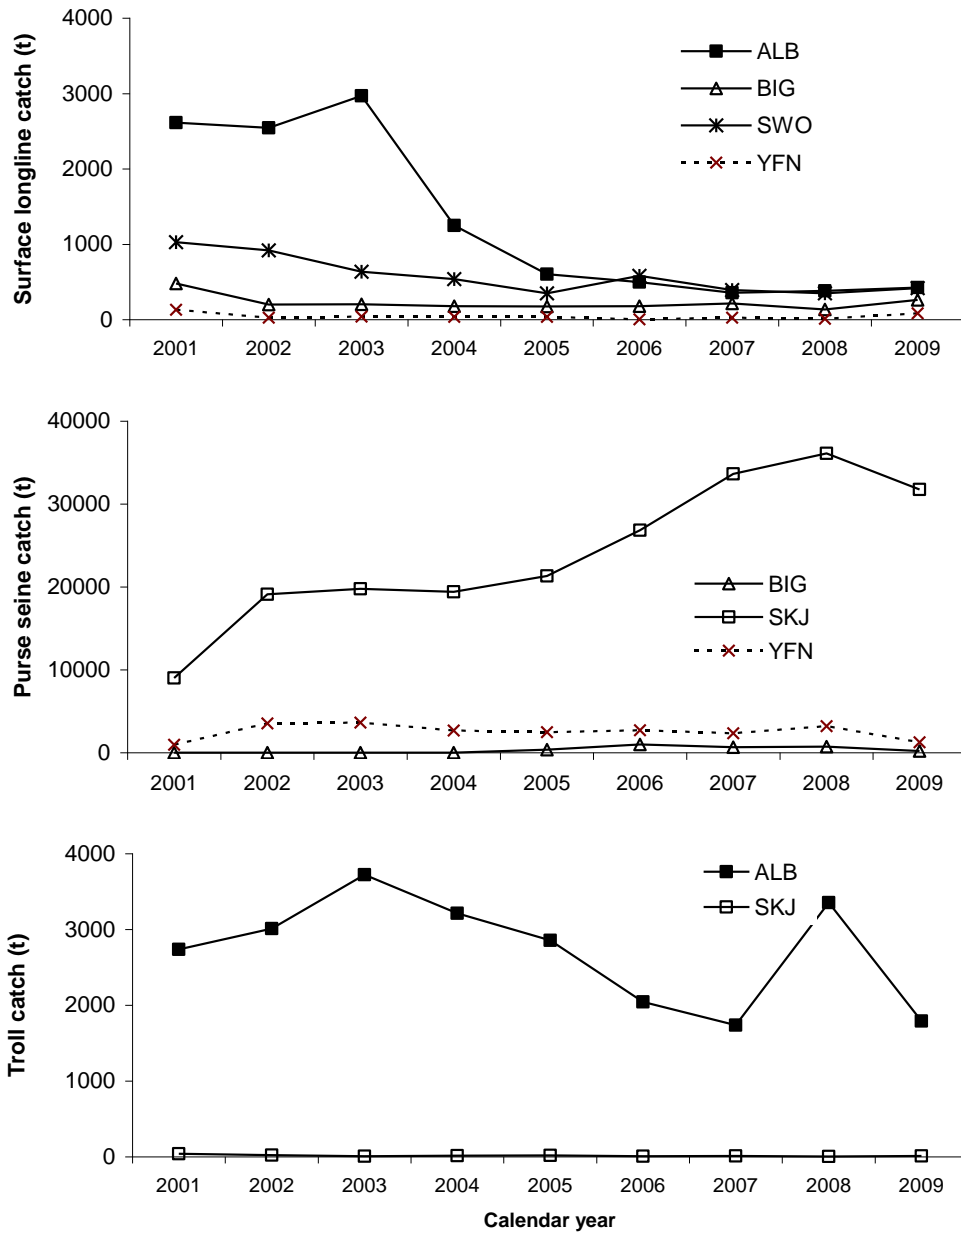 Surface longline catch (t)
4000
3000
2000
1000
0
ALB
BIG
SWO
YFN
2001 2002 2003 2004 2005 2006 2007 2008 2009
Purse seine catch (t)
40000
30000
20000
10000
0
BIG
SKJ
YFN
2001 2002 2003 2004 2005 2006 2007 2008 2009
Troll catch (t)
4000
3000
2000
1000
0
ALB
SKJ
2001 2002 2003 2004 2005 2006 2007 2008 2009
Calendar year